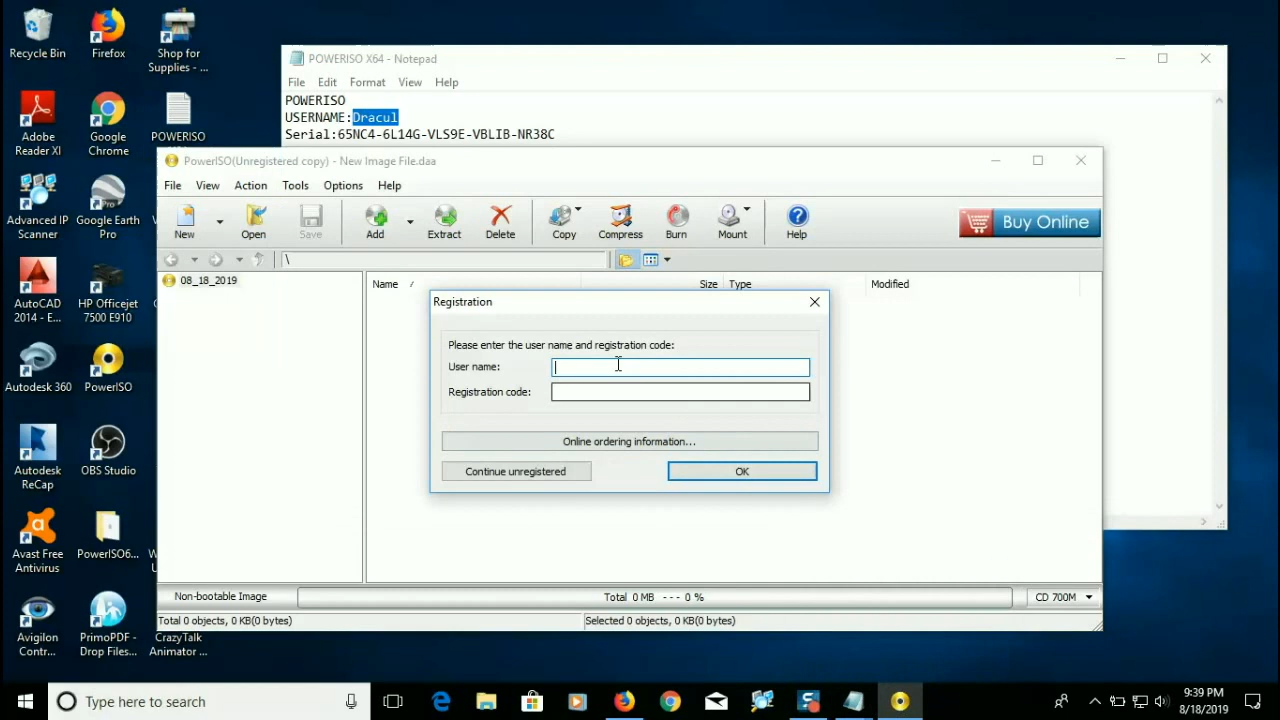 Recycle Bin
Firefox
Shop for
Supplies - ...
Adobe
Reader XI
Google
Chrome
POWERISO
Advanced IP
Scanner
Google Earth
Pro
AutoCAD
2014 - E...
HP Officejet
7500 E910
Autodesk 360
PowerISO
Autodesk
ReCap
OBS Studio
Avast Free
Antivirus
PowerISO6...
Avigilon
Contr...
PrimoPDF -
Drop Files...
CrazyTalk
Animator ...
POWERISO X64 - Notepad
File Edit Format View Help
POWERISO
USERNAME:Dracul
Serial:65NC4-6L14G-VLS9E-VBLIB-NR38C
PowerISO(Unregistered copy) - New Image File.daa
File View Action Tools Options Help
New Open Save Add Extract Delete Copy Compress Burn Mount Help
Buy Online
\
08_18_2019
Name / Size Type Modified
Registration
Please enter the user name and registration code:
User name:
Registration code:
Online ordering information...
Continue unregistered OK
Non-bootable Image Total 0 MB --- 0 % CD 700M
Total 0 objects, 0 KB(0 bytes) Selected 0 objects, 0 KB(0 bytes)
Type here to search
9:39 PM
8/18/2019